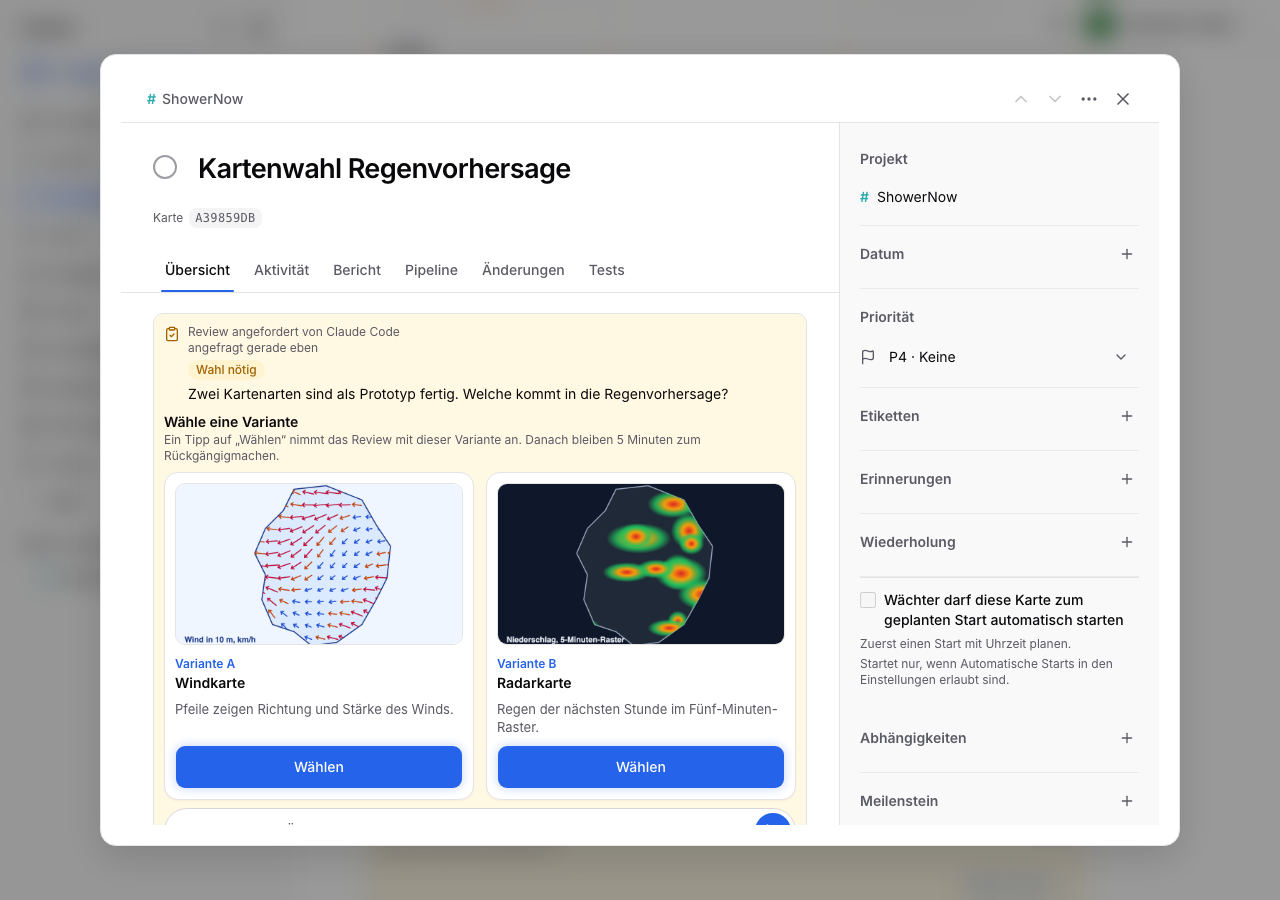 # ShowerNow
Kartenwahl Regenvorhersage
Karte A39859DB
Übersicht Aktivität Bericht Pipeline Änderungen Tests
Review angefordert von Claude Code
angefragt gerade eben
Wahl nötig
Zwei Kartenarten sind als Prototyp fertig. Welche kommt in die Regenvorhersage?
Wähle eine Variante
Ein Tipp auf „Wählen“ nimmt das Review mit dieser Variante an. Danach bleiben 5 Minuten zum
Rückgängigmachen.
Wind in 10 m, km/h
Variante A
Windkarte
Pfeile zeigen Richtung und Stärke des Winds.
Wählen
Niederschlag, 5-Minuten-Raster
Variante B
Radarkarte
Regen der nächsten Stunde im Fünf-Minuten-
Raster.
Wählen
Projekt
# ShowerNow
Datum
Priorität
P4 · Keine
Etiketten
Erinnerungen
Wiederholung
Wächter darf diese Karte zum
geplanten Start automatisch starten
Zuerst einen Start mit Uhrzeit planen.
Startet nur, wenn Automatische Starts in den
Einstellungen erlaubt sind.
Abhängigkeiten
Meilenstein